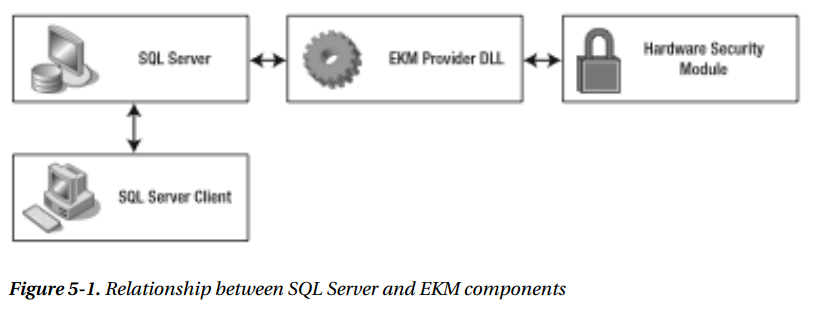 SQL Server
EKM Provider DLL
Hardware Security
Module
SQL Server Client
Figure 5-1. Relationship between SQL Server and EKM components